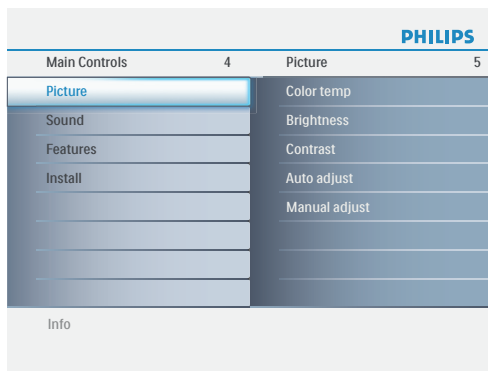 PHILIPS
Main Controls 4 Picture 5
Picture Color temp
Sound Brightness
Features Contrast
Install Auto adjust
Manual adjust
Info